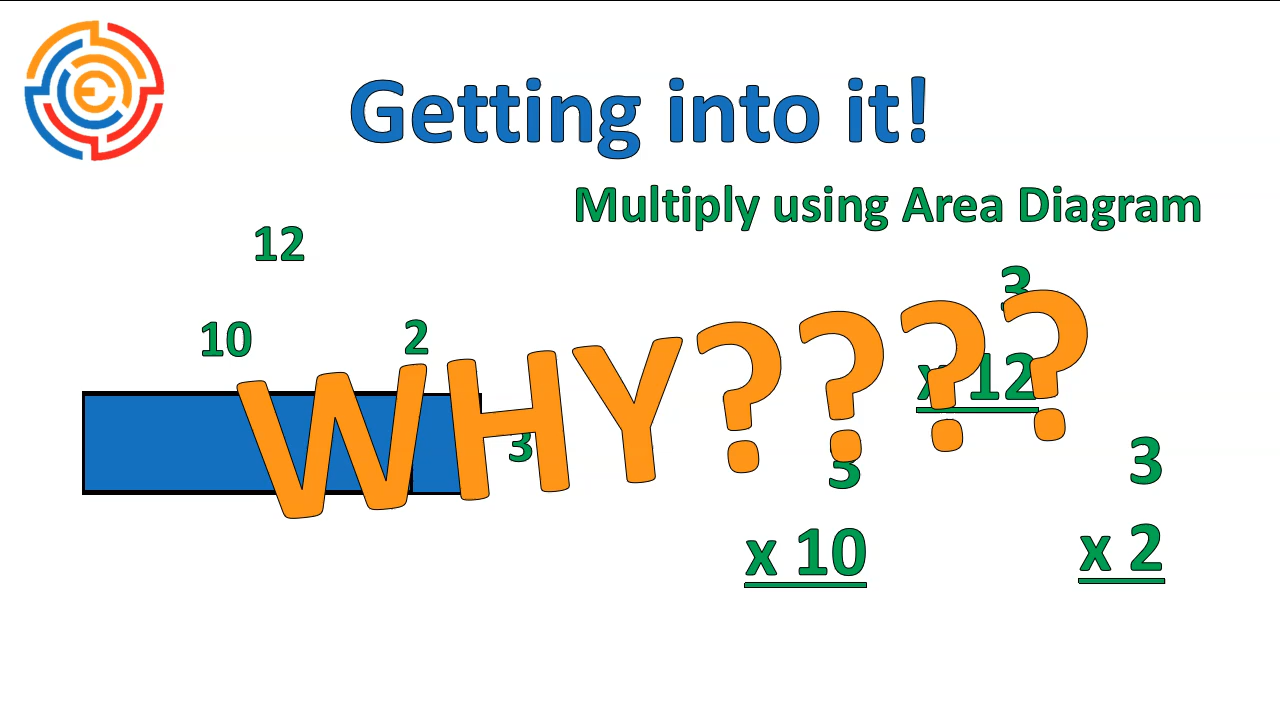 Getting into it!
Multiply using Area Diagram
12
10 2
3
3
x 12
WHY????
3
x 10
3
x 2